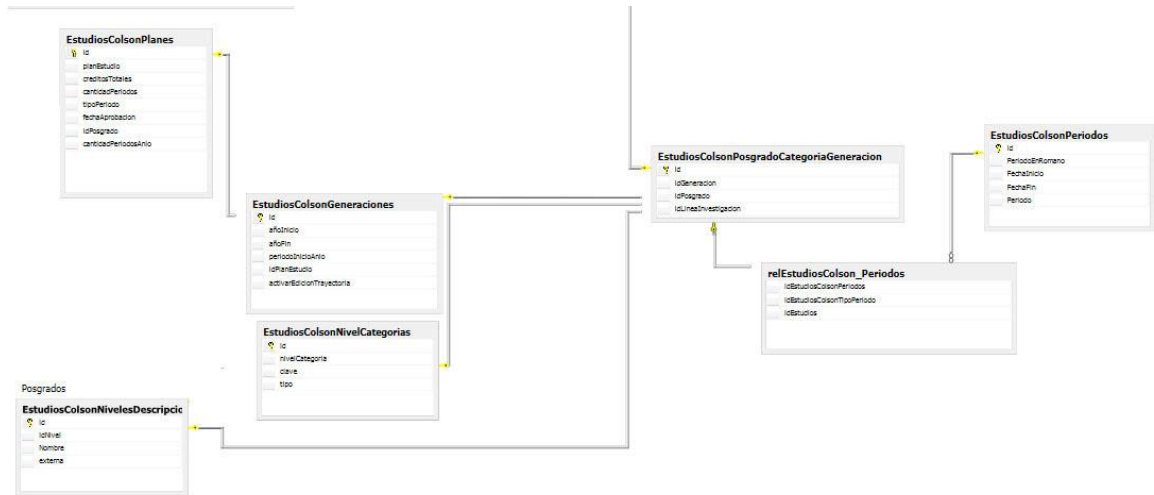 EstudiosColsonPlanes
Id
planEstudio
creditosTotales
cantidadPeriodos
tipoPeriodo
fechaAprobacion
idPosgrado
cantidadPeriodosAnio
EstudiosColsonGeneraciones
Id
añoInicio
añoFin
periodoInicioAnio
idPlanEstudio
activarEdicionTrayectoria
EstudiosColsonNivelCategorias
Id
nivelCategoria
clave
tipo
Posgrados
EstudiosColsonNivelesDescripcio
Id
IdNivel
Nombre
externa
EstudiosColsonPosgradoCategoriaGeneracion
Id
IdGeneracion
IdPosgrado
IdLineaInvestigacion
EstudiosColsonPeriodos
Id
PeriodoEnRomano
FechaInicio
FechaFin
Periodo
relEstudiosColson_Periodos
IdEstudiosColsonPeriodos
IdEstudiosColsonTipoPeriodo
IdEstudios